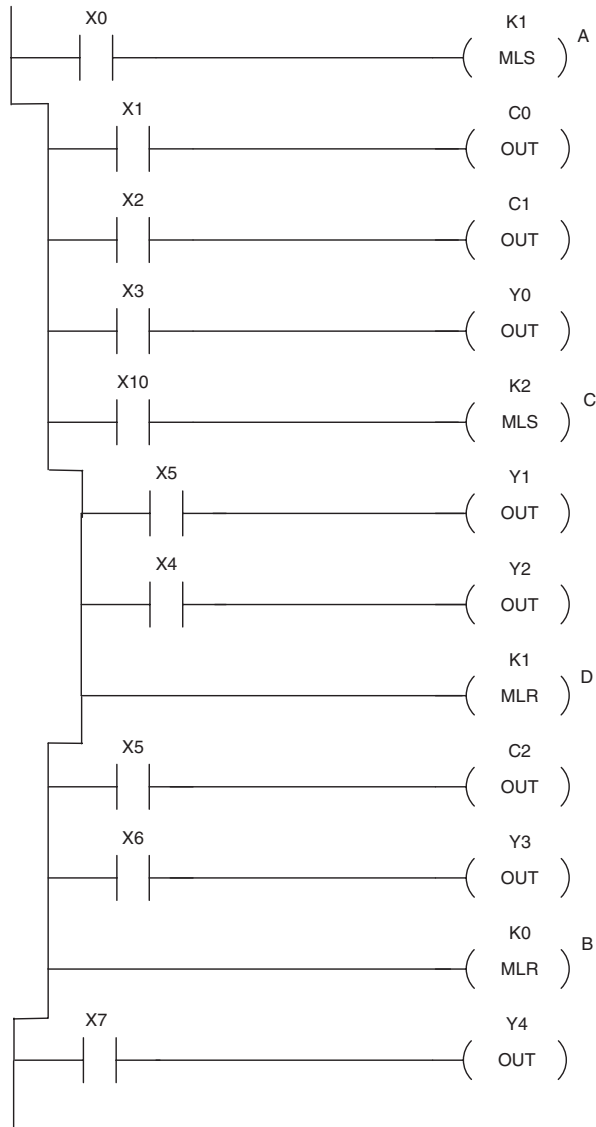 X0 K1
MLS A
X1 C0
OUT
X2 C1
OUT
X3 Y0
OUT
X10 K2
MLS C
X5 Y1
OUT
X4 Y2
OUT
K1
MLR D
X5 C2
OUT
X6 Y3
OUT
K0
MLR B
X7 Y4
OUT